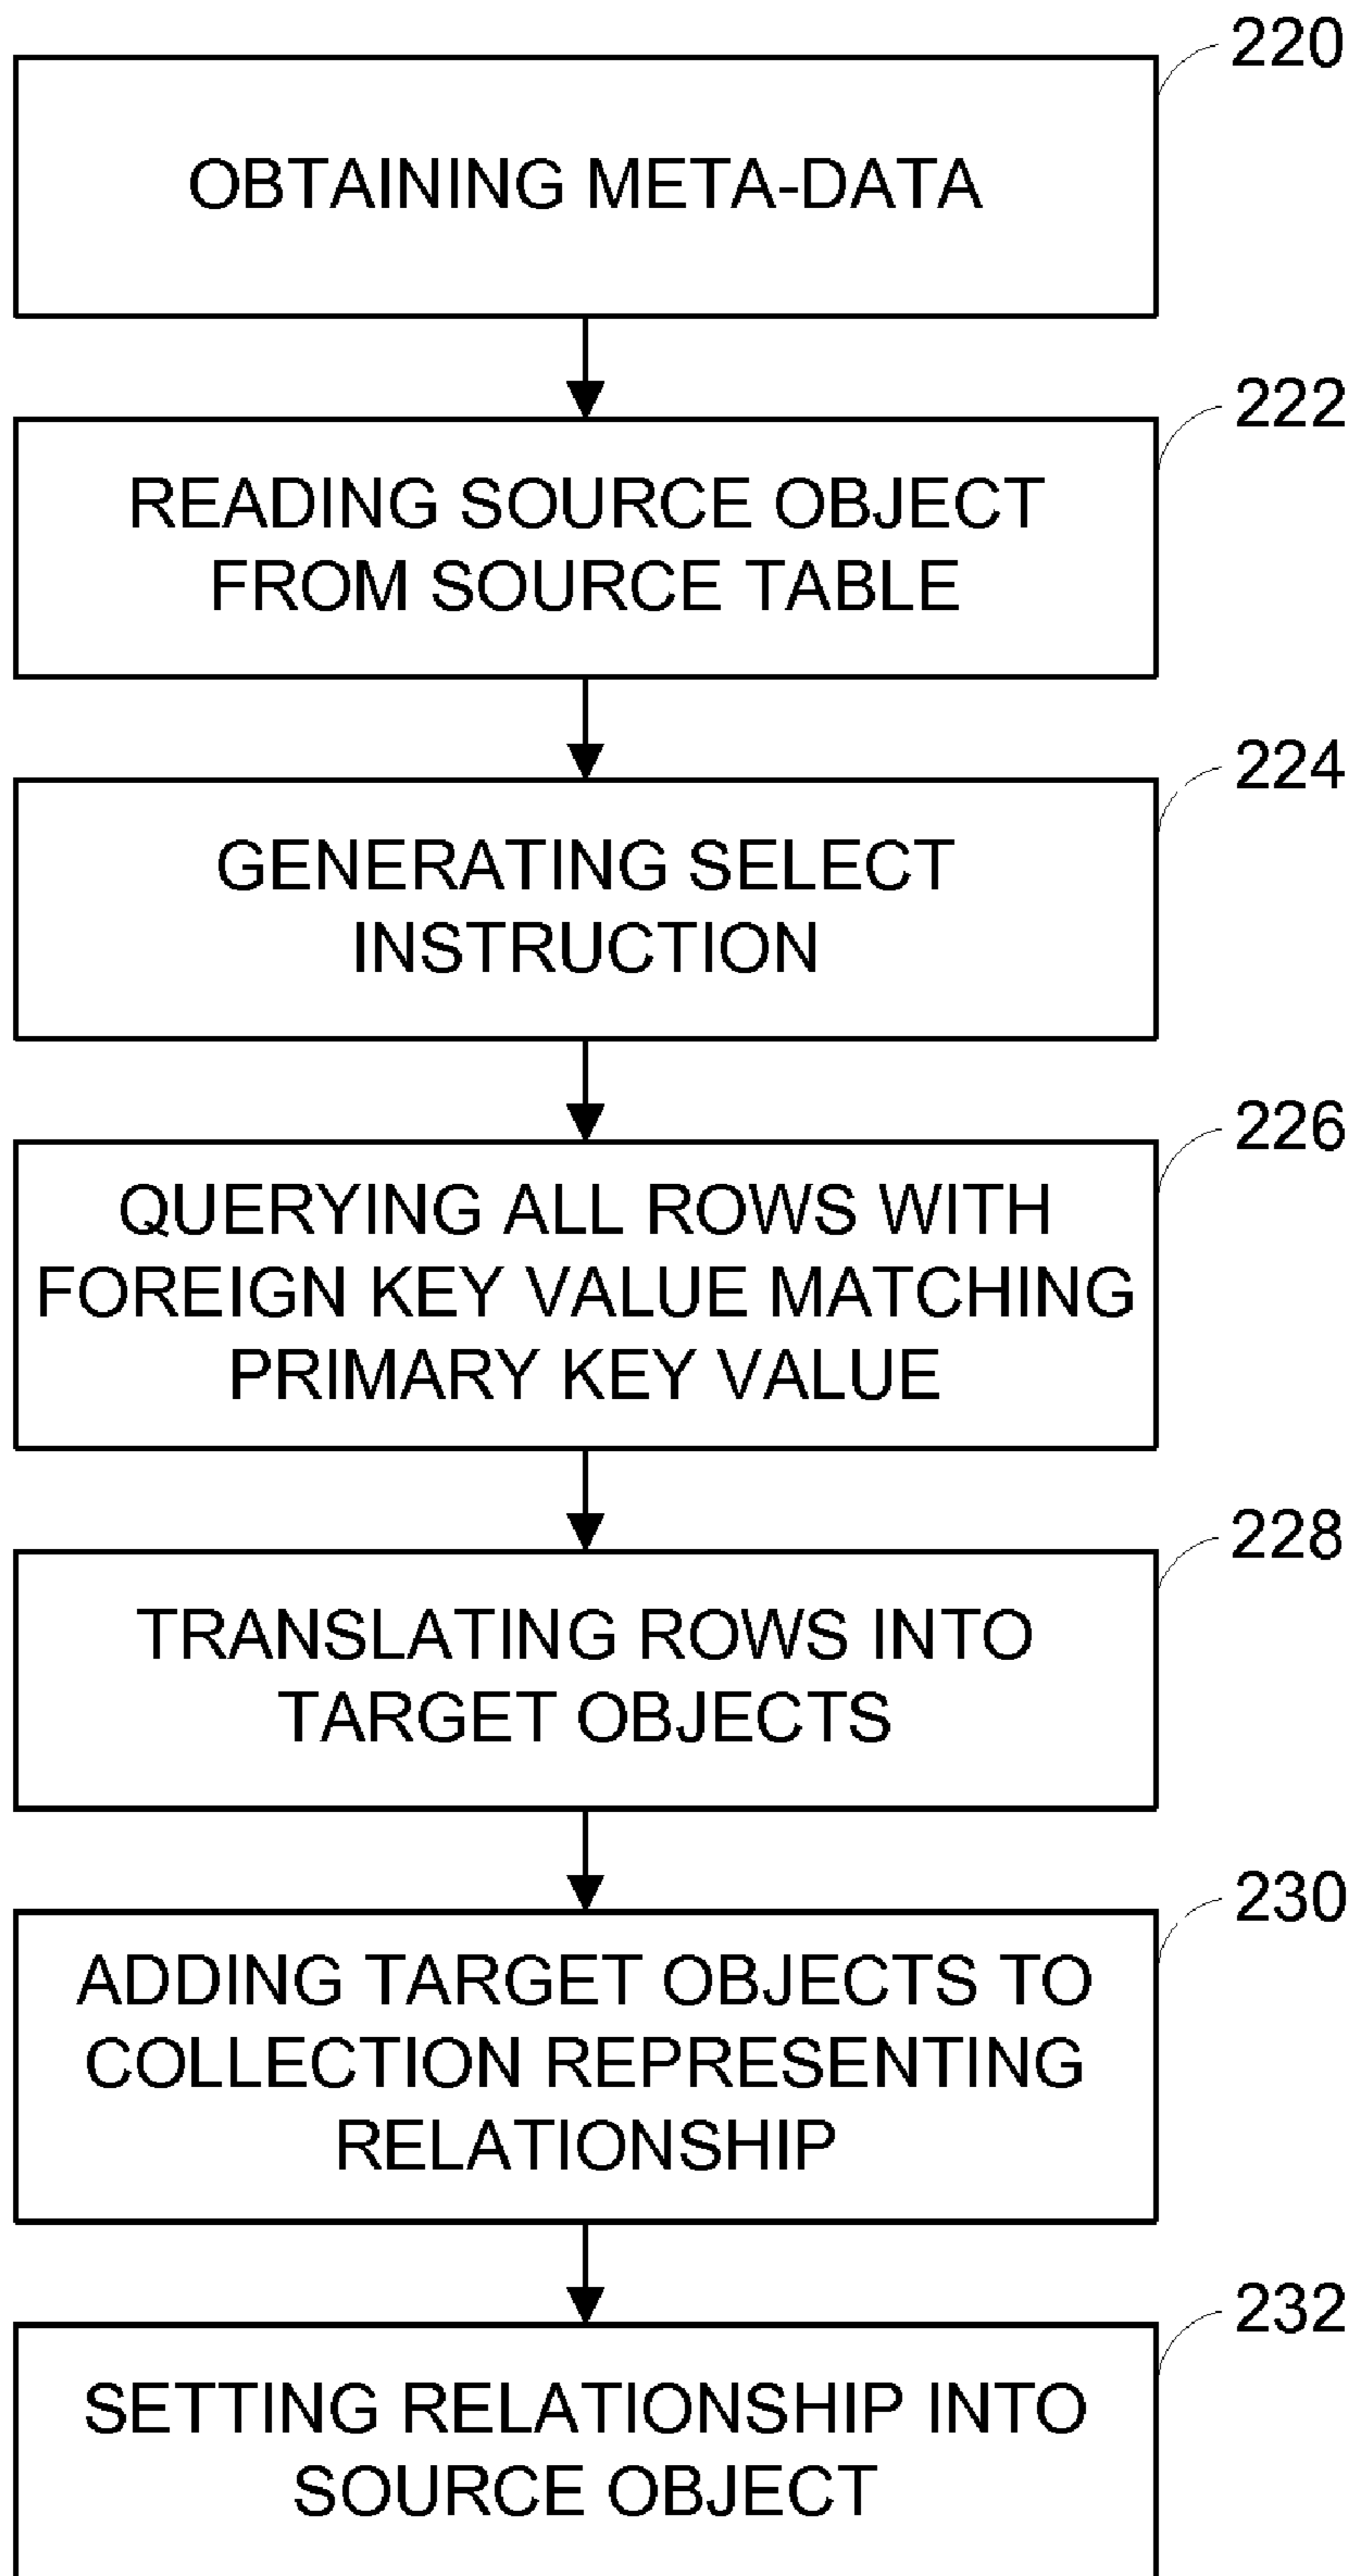 220
OBTAINING META-DATA
222
READING SOURCE OBJECT
FROM SOURCE TABLE
224
GENERATING SELECT
INSTRUCTION
226
QUERYING ALL ROWS WITH
FOREIGN KEY VALUE MATCHING
PRIMARY KEY VALUE
228
TRANSLATING ROWS INTO
TARGET OBJECTS
230
ADDING TARGET OBJECTS TO
COLLECTION REPRESENTING
RELATIONSHIP
232
SETTING RELATIONSHIP INTO
SOURCE OBJECT